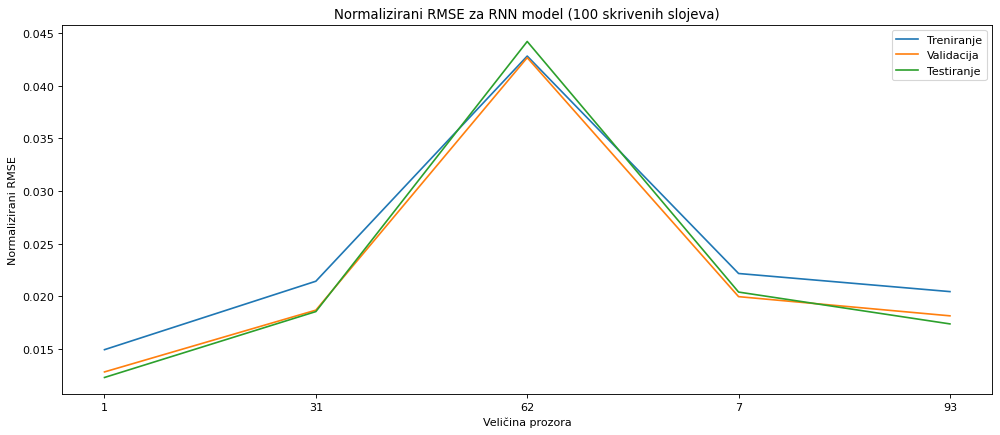 Normalizirani RMSE za RNN model (100 skrivenih slojeva)
Treniranje
Validacija
Testiranje
Normalizirani RMSE
0.045
0.040
0.035
0.030
0.025
0.020
0.015
1 31 62 7 93
Veličina prozora